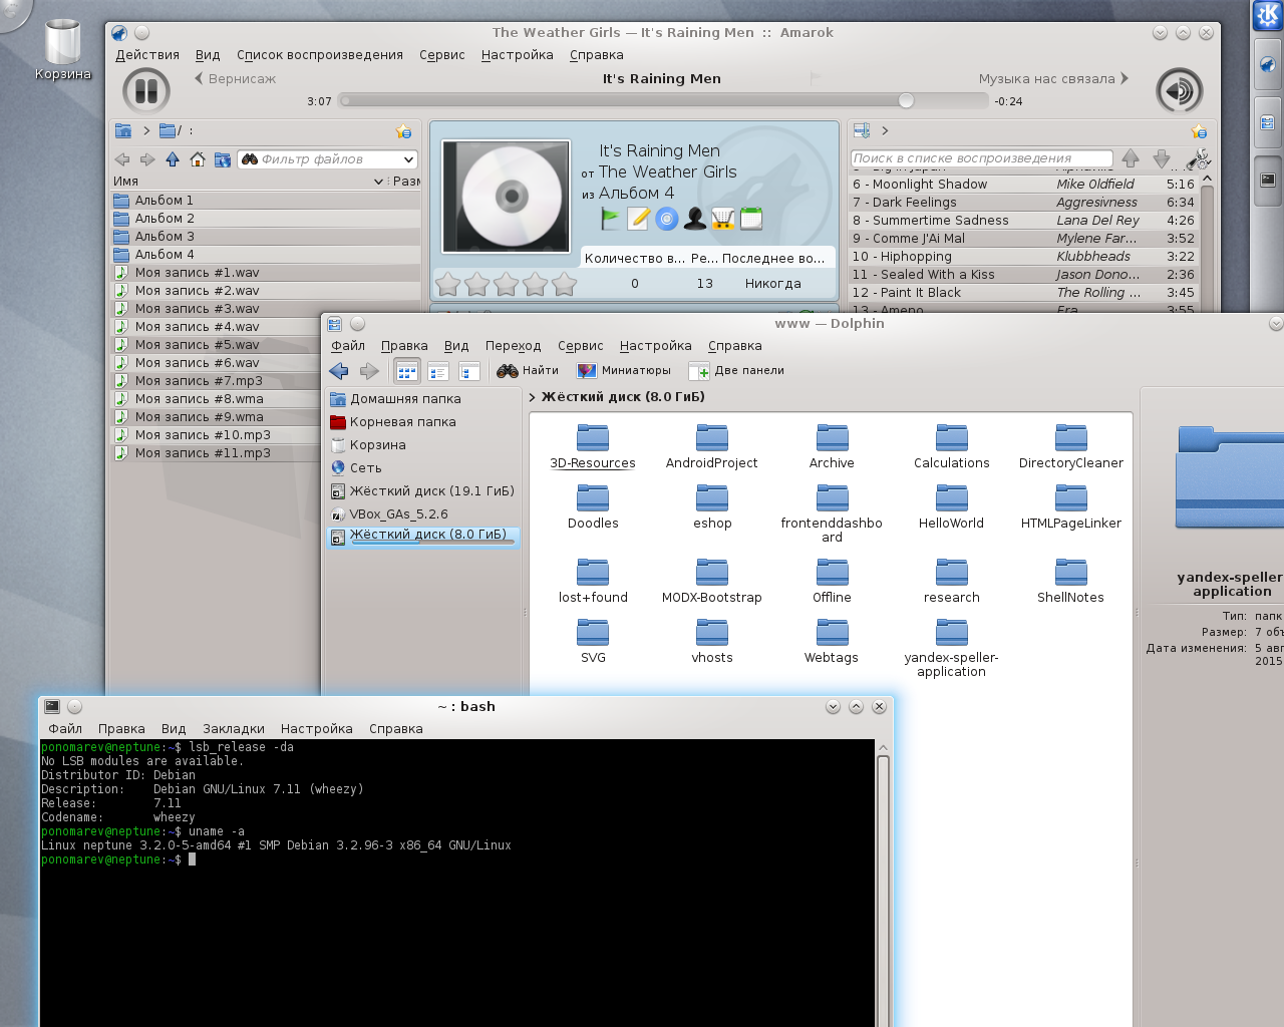 Корзина
The Weather Girls — It's Raining Men :: Amarok
Действия Вид Список воспроизведения Сервис Настройка Справка
Вернисаж
It's Raining Men
Музыка нас связала
3:07
-0:24
/ :
Фильтр файлов
Имя
Разм
Альбом 1
Альбом 2
Альбом 3
Альбом 4
Моя запись #1.wav
Моя запись #2.wav
Моя запись #3.wav
Моя запись #4.wav
Моя запись #5.wav
Моя запись #6.wav
Моя запись #7.mp3
Моя запись #8.wma
Моя запись #9.wma
Моя запись #10.mp3
Моя запись #11.mp3
It's Raining Men
от The Weather Girls
из Альбом 4
Количество в... Ре... Последнее во...
0 13 Никогда
Поиск в списке воспроизведения
6 - Moonlight Shadow Mike Oldfield 5:16
7 - Dark Feelings Aggresivness 6:34
8 - Summertime Sadness Lana Del Rey 4:26
9 - Comme J'Ai Mal Mylene Far... 3:52
10 - Hiphopping Klubbheads 3:22
11 - Sealed With a Kiss Jason Dono... 2:36
12 - Paint It Black The Rolling ... 3:45
13 - Ameno Era 3:55
www — Dolphin
Файл Правка Вид Переход Сервис Настройка Справка
Найти Миниатюры Две панели
Домашняя папка
Корневая папка
Корзина
Сеть
Жёсткий диск (19.1 ГиБ)
VBox_GAs_5.2.6
Жёсткий диск (8.0 ГиБ)
Жёсткий диск (8.0 ГиБ)
3D-Resources AndroidProject Archive Calculations DirectoryCleaner
Doodles eshop frontenddashbo
ard HelloWorld HTMLPageLinker
lost+found MODX-Bootstrap Offline research ShellNotes
SVG vhosts Webtags yandex-speller-
application
yandex-speller
application
Тип: папк
Размер: 7 объ
Дата изменения: 5 авг
2015
~ : bash
Файл Правка Вид Закладки Настройка Справка
ponomarev@neptune:~$ lsb_release -da
No LSB modules are available.
Distributor ID: Debian
Description: Debian GNU/Linux 7.11 (wheezy)
Release: 7.11
Codename: wheezy
ponomarev@neptune:~$ uname -a
Linux neptune 3.2.0-5-amd64 #1 SMP Debian 3.2.96-3 x86_64 GNU/Linux
ponomarev@neptune:~$